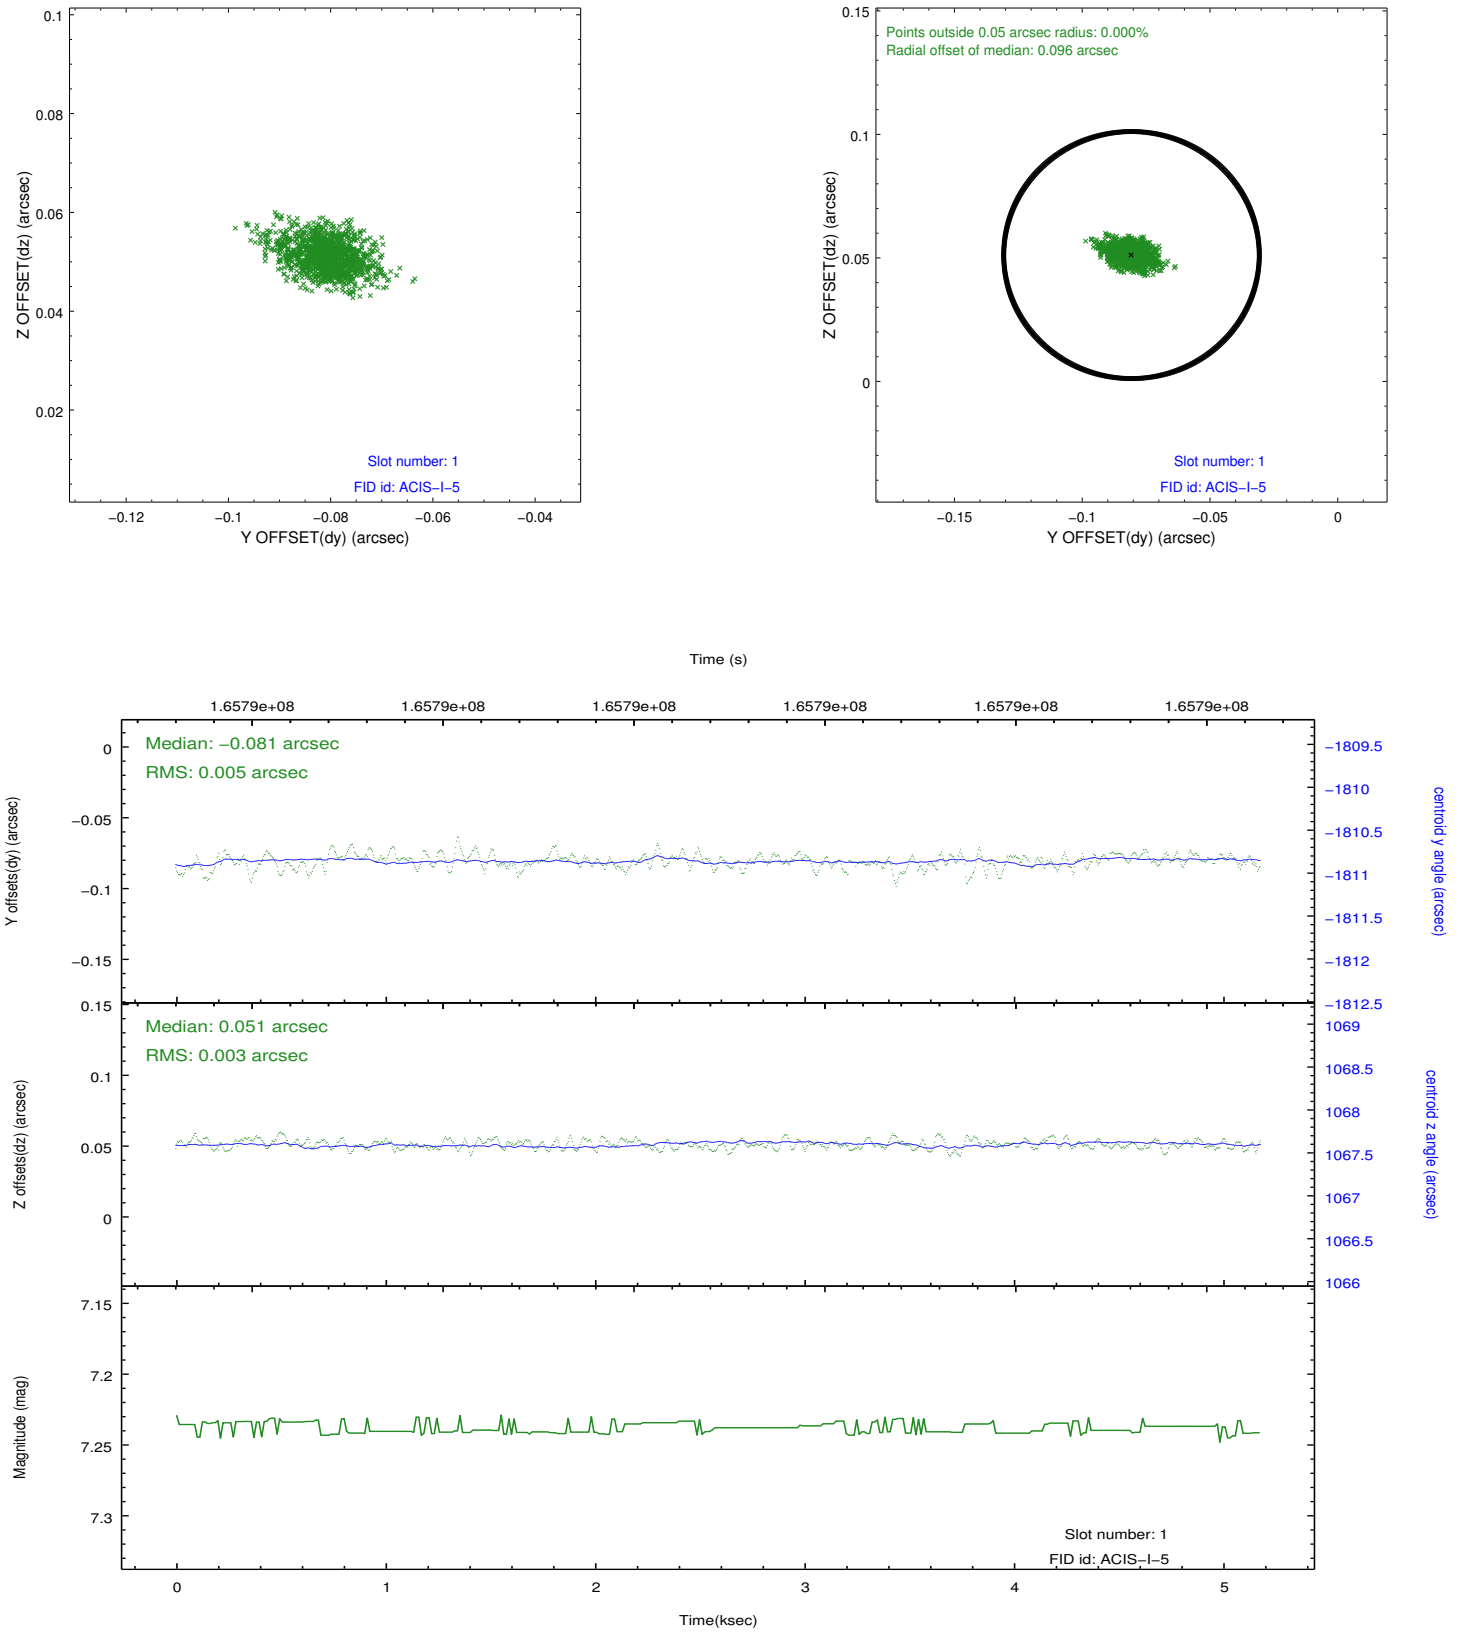 0.1
0.08
0.06
0.04
0.02
Z OFFSET(dz) (arcsec)
Slot number: 1
FID id: ACIS−I−5
−0.12
−0.1
−0.08
−0.06
−0.04
Y OFFSET(dy) (arcsec)
0.15
0.1
0.05
0
Z OFFSET(dz) (arcsec)
Points outside 0.05 arcsec radius: 0.000%
Radial offset of median: 0.096 arcsec
Slot number: 1
FID id: ACIS−I−5
−0.15
−0.1
−0.05
0
Y OFFSET(dy) (arcsec)
Time (s)
1.6579e+08
1.6579e+08
1.6579e+08
1.6579e+08
1.6579e+08
1.6579e+08
Median: −0.081 arcsec
RMS: 0.005 arcsec
0
−0.05
−0.1
−0.15
Y offsets(dy) (arcsec)
−1809.5
−1810
−1810.5
−1811
−1811.5
−1812
−1812.5
centroid y angle (arcsec)
Median: 0.051 arcsec
RMS: 0.003 arcsec
0.15
0.1
0.05
0
Z offsets(dz) (arcsec)
1069
1068.5
1068
1067.5
1067
1066.5
1066
centroid z angle (arcsec)
7.15
7.2
7.25
7.3
Magnitude (mag)
Slot number: 1
FID id: ACIS−I−5
0
1
2
3
4
5
Time(ksec)